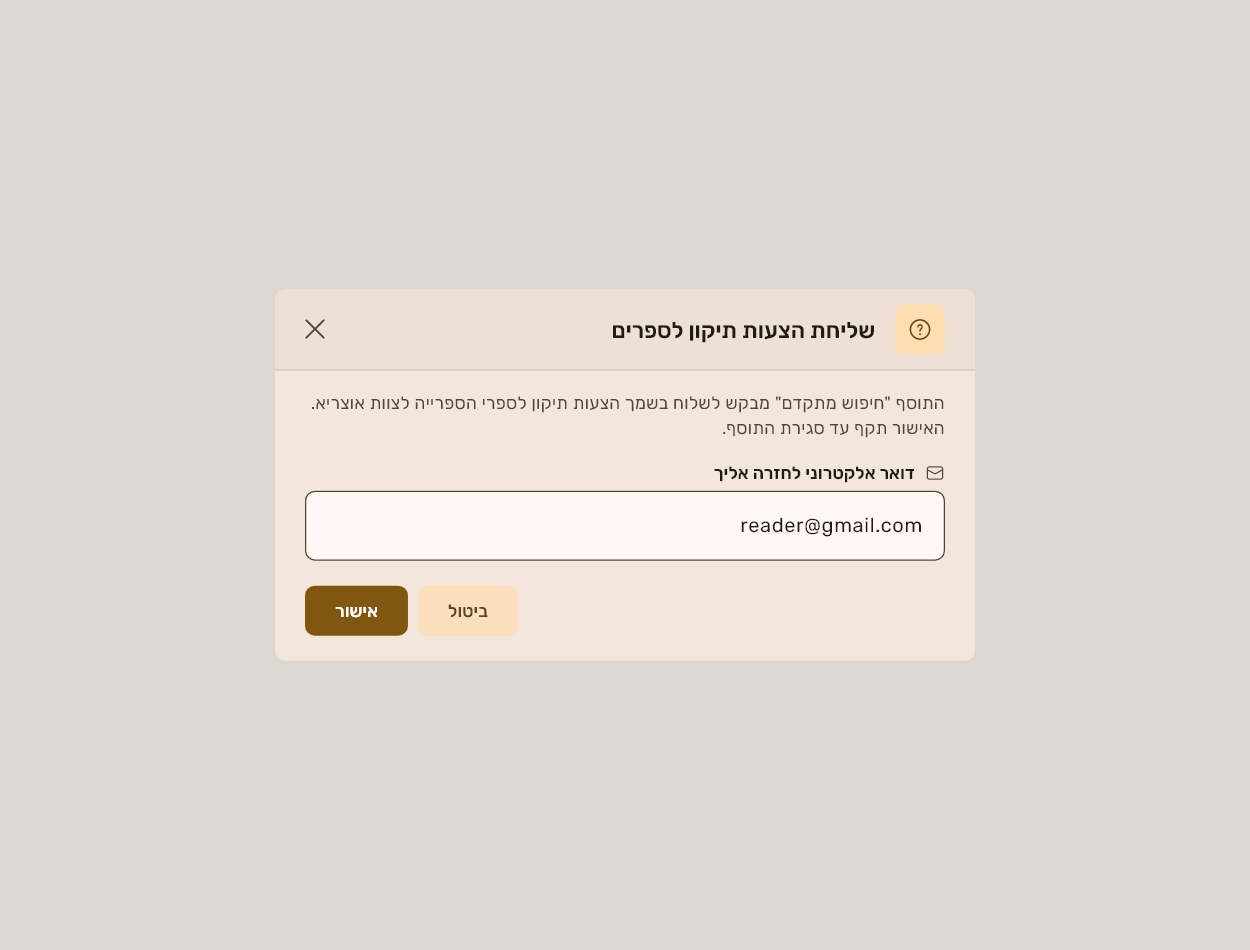 שליחת הצעות תיקון לספרים
התוסף "חיפוש מתקדם" מבקש לשלוח בשמך הצעות תיקון לספרי הספרייה לצוות אוצריא.
האישור תקף עד סגירת התוסף.
דואר אלקטרוני לחזרה אליך
reader@gmail.com
ביטול
אישור